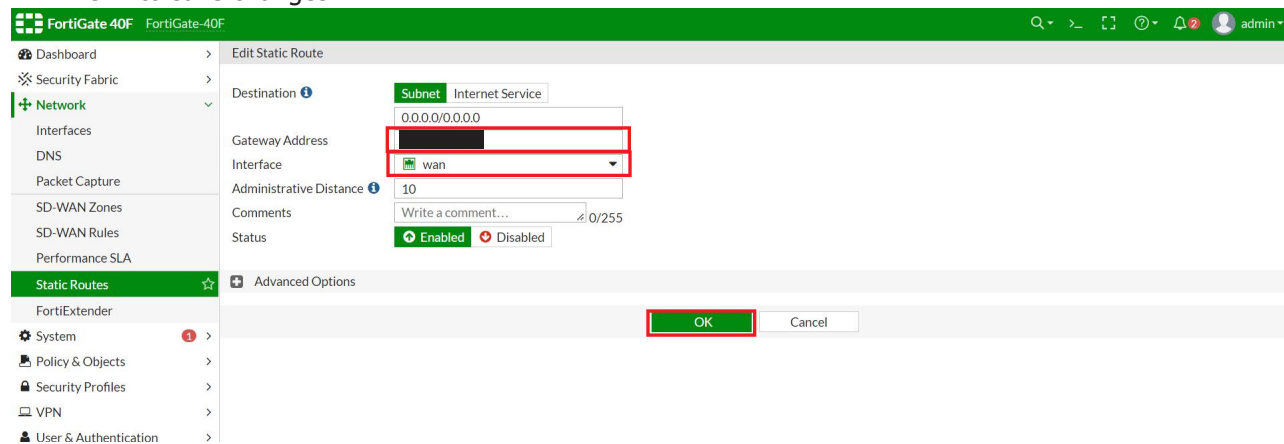 FortiGate 40F FortiGate-40F
admin
2
Dashboard
Security Fabric
Network
Interfaces
DNS
Packet Capture
SD-WAN Zones
SD-WAN Rules
Performance SLA
Static Routes
FortiExtender
System 1
Policy & Objects
Security Profiles
VPN
User & Authentication
Edit Static Route
Destination Subnet Internet Service
0.0.0.0/0.0.0.0
Gateway Address
Interface wan
Administrative Distance 10
Comments Write a comment... 0/255
Status Enabled Disabled
Advanced Options
OK Cancel